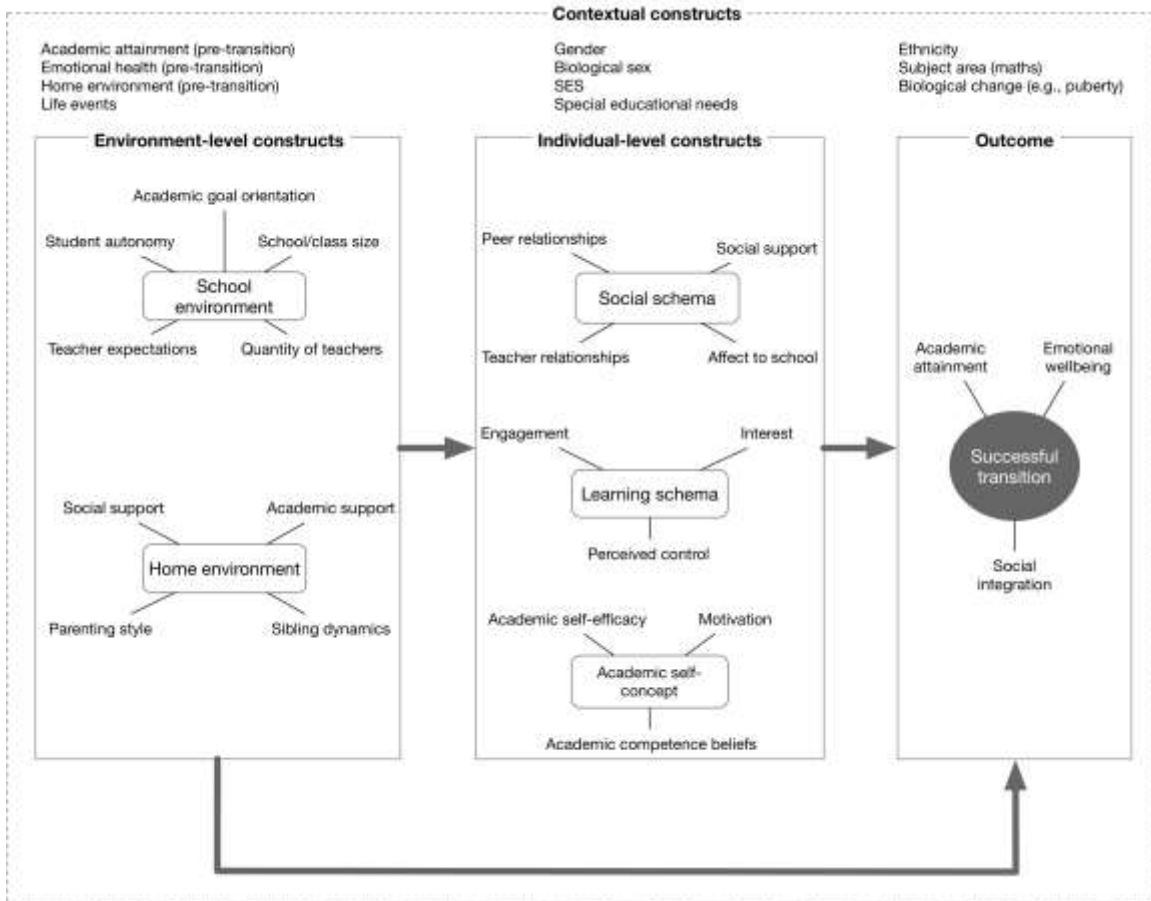 Contextual constructs
Academic attainment (pre-transition)
Emotional health (pre-transition)
Home environment (pre-transition)
Life events
Gender
Biological sex
SES
Special educational needs
Ethnicity
Subject area (maths)
Biological change (e.g., puberty)
Environment-level constructs
Academic goal orientation
Student autonomy
School/class size
School
environment
Teacher expectations
Quantity of teachers
Social support
Academic support
Home environment
Parenting style
Sibling dynamics
Individual-level constructs
Peer relationships
Social support
Social schema
Teacher relationships
Affect to school
Engagement
Interest
Learning schema
Perceived control
Academic self-efficacy
Motivation
Academic self-
concept
Academic competence beliefs
Outcome
Academic
attainment
Emotional
wellbeing
Successful
transition
Social
integration